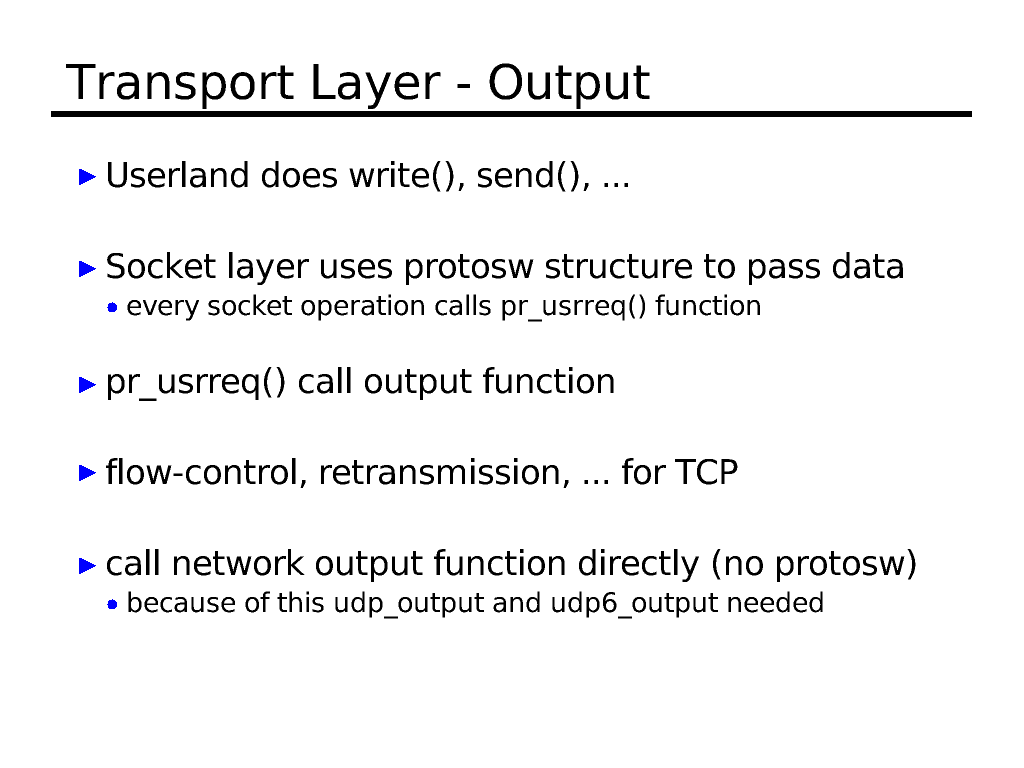 Transport Layer - Output
Userland does write(), send(), ...
Socket layer uses protosw structure to pass data
every socket operation calls pr_usrreq() function
pr_usrreq() call output function
flow-control, retransmission, ... for TCP
call network output function directly (no protosw)
because of this udp_output and udp6_output needed